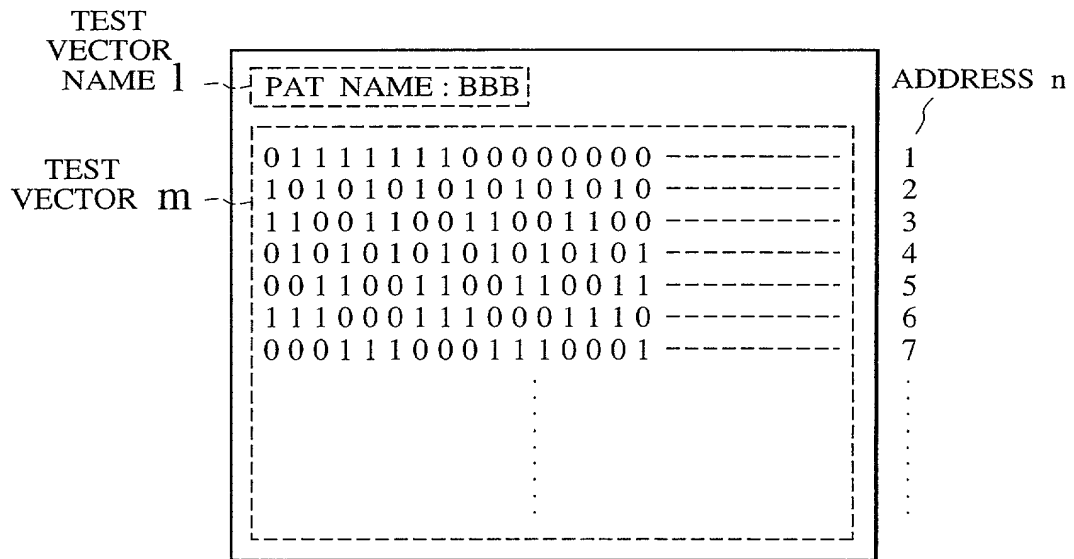 TEST
VECTOR
NAME l
PAT NAME : BBB
ADDRESS n
TEST
VECTOR m
0 1 1 1 1 1 1 1 0 0 0 0 0 0 0 0 1
1 0 1 0 1 0 1 0 1 0 1 0 1 0 1 0 2
1 1 0 0 1 1 0 0 1 1 0 0 1 1 0 0 3
0 1 0 1 0 1 0 1 0 1 0 1 0 1 0 1 4
0 0 1 1 0 0 1 1 0 0 1 1 0 0 1 1 5
1 1 1 0 0 0 1 1 1 0 0 0 1 1 1 0 6
0 0 0 1 1 1 0 0 0 1 1 1 0 0 0 1 7